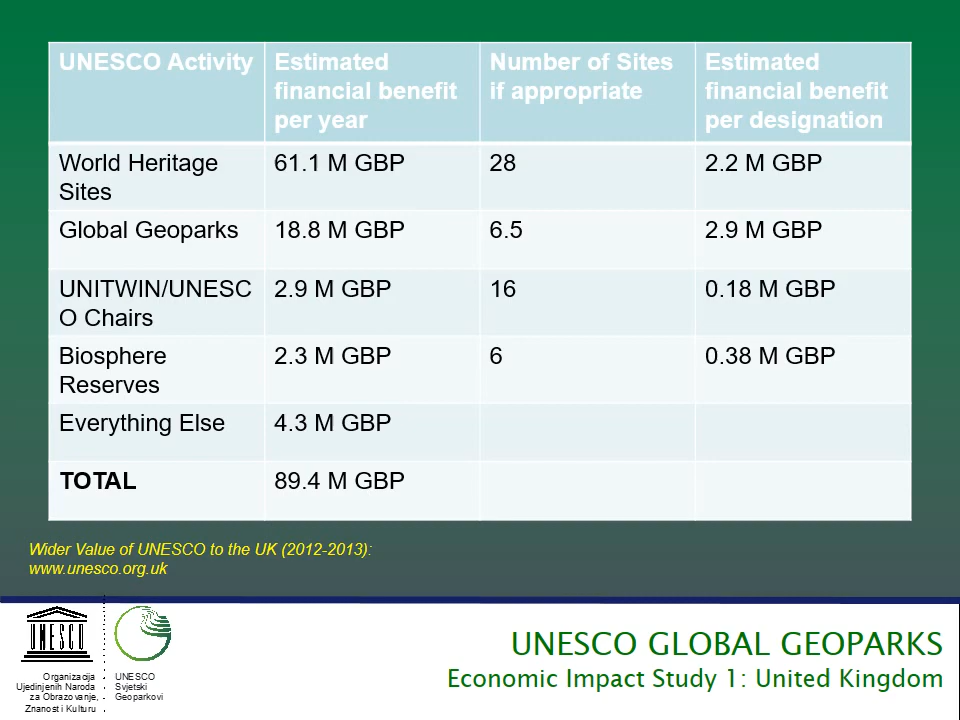 UNESCO Activity
Estimated
financial benefit
per year
Number of Sites
if appropriate
Estimated
financial benefit
per designation
World Heritage
Sites
61.1 M GBP
28
2.2 M GBP
Global Geoparks
18.8 M GBP
6.5
2.9 M GBP
UNITWIN/UNESC
O Chairs
2.9 M GBP
16
0.18 M GBP
Biosphere
Reserves
2.3 M GBP
6
0.38 M GBP
Everything Else
4.3 M GBP
TOTAL
89.4 M GBP
Wider Value of UNESCO to the UK (2012-2013):
www.unesco.org.uk
UNESCO
Organizacija
Ujedinjenih Naroda
za Obrazovanje,
Znanost i Kulturu
UNESCO
Svjetski
Geoparkovi
UNESCO GLOBAL GEOPARKS
Economic Impact Study 1: United Kingdom